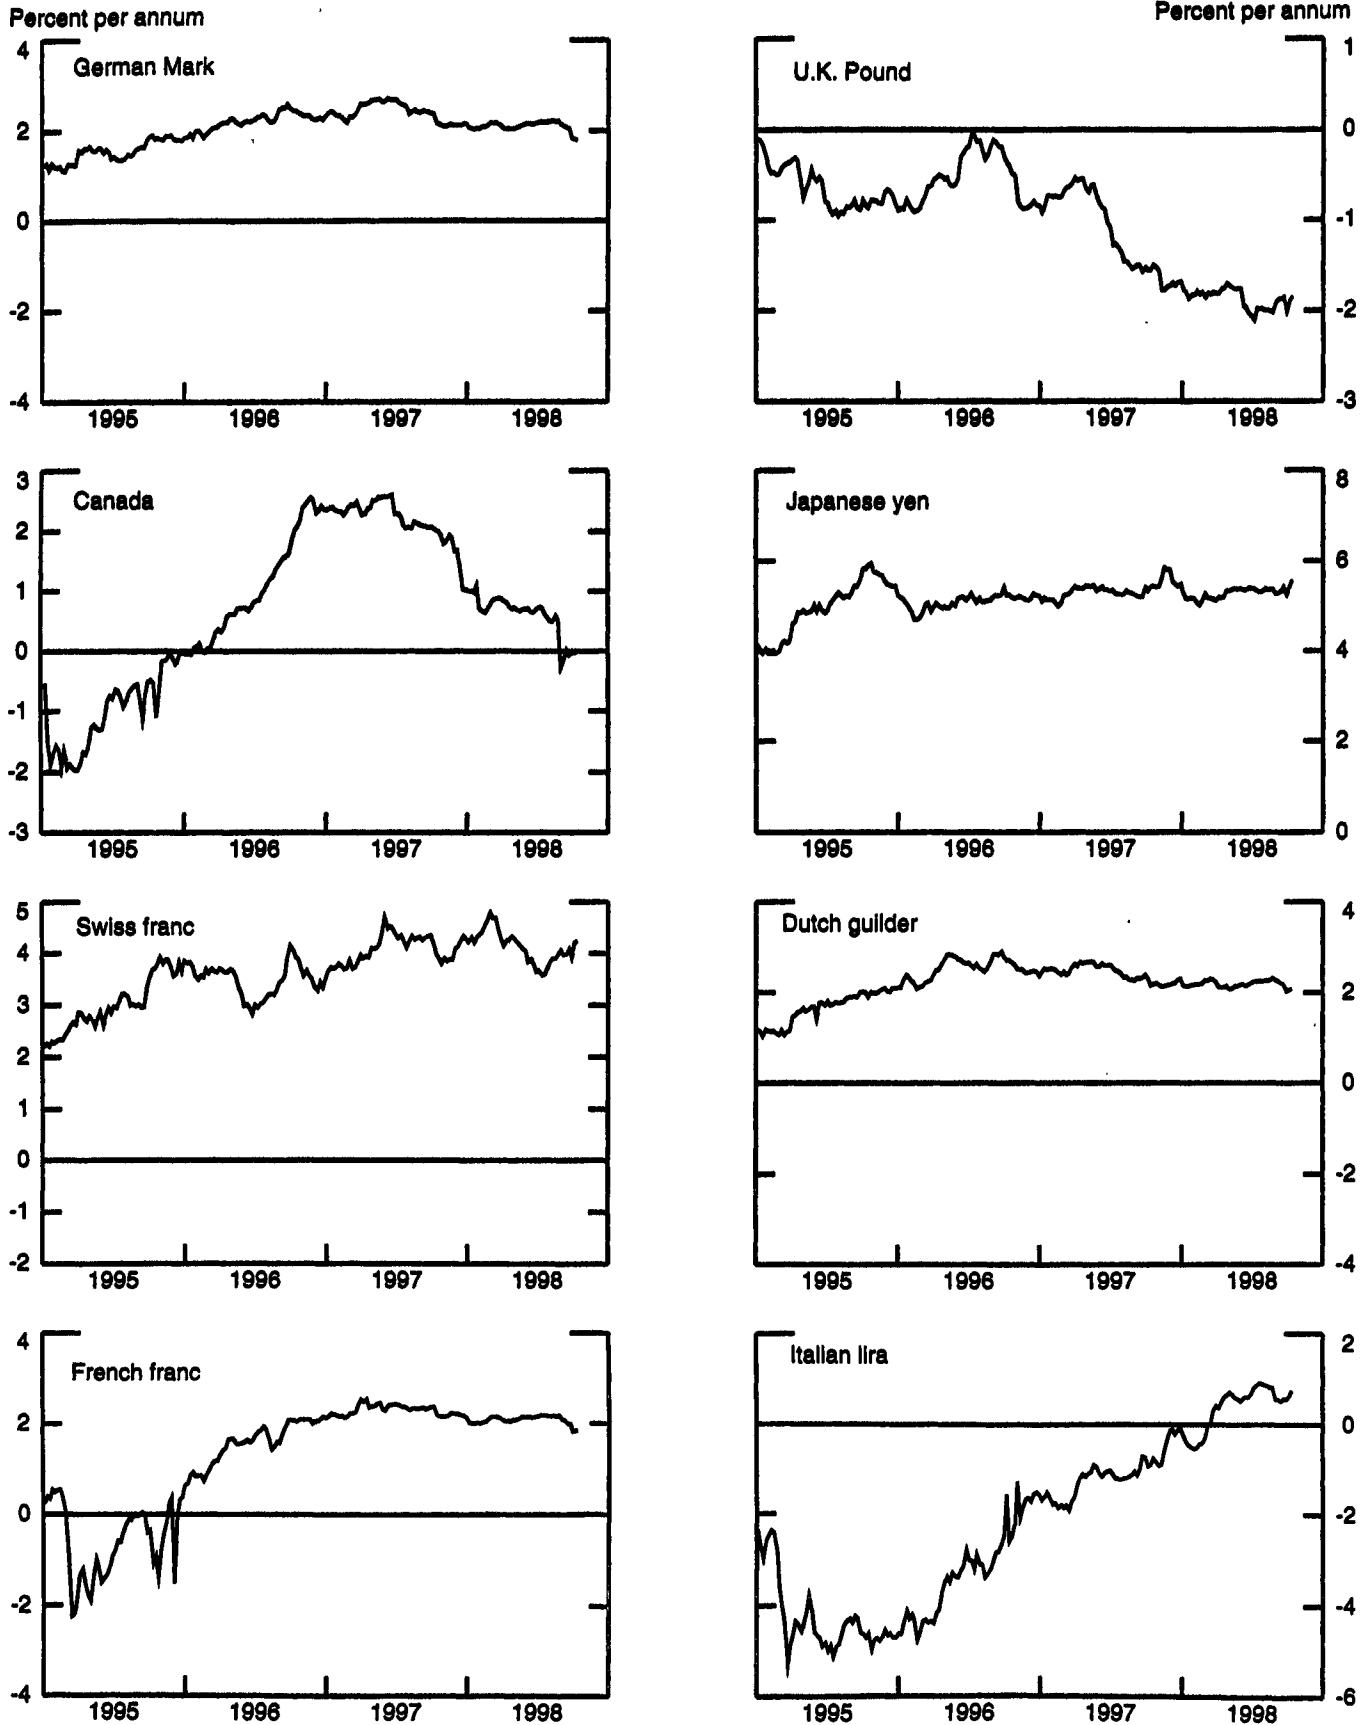 Percent per annum
Percent per annum
German Mark
4
2
0
-2
-4
1995 1996 1997 1998
U.K. Pound
1
0
-1
-2
-3
1995 1996 1997 1998
Canada
3
2
1
0
-1
-2
-3
1995 1996 1997 1998
Japanese yen
8
6
4
2
0
1995 1996 1997 1998
Swiss franc
5
4
3
2
1
0
-1
-2
1995 1996 1997 1998
Dutch guilder
4
2
0
-2
-4
1995 1996 1997 1998
French franc
4
2
0
-2
-4
1995 1996 1997 1998
Italian lira
2
0
-2
-4
-6
1995 1996 1997 1998